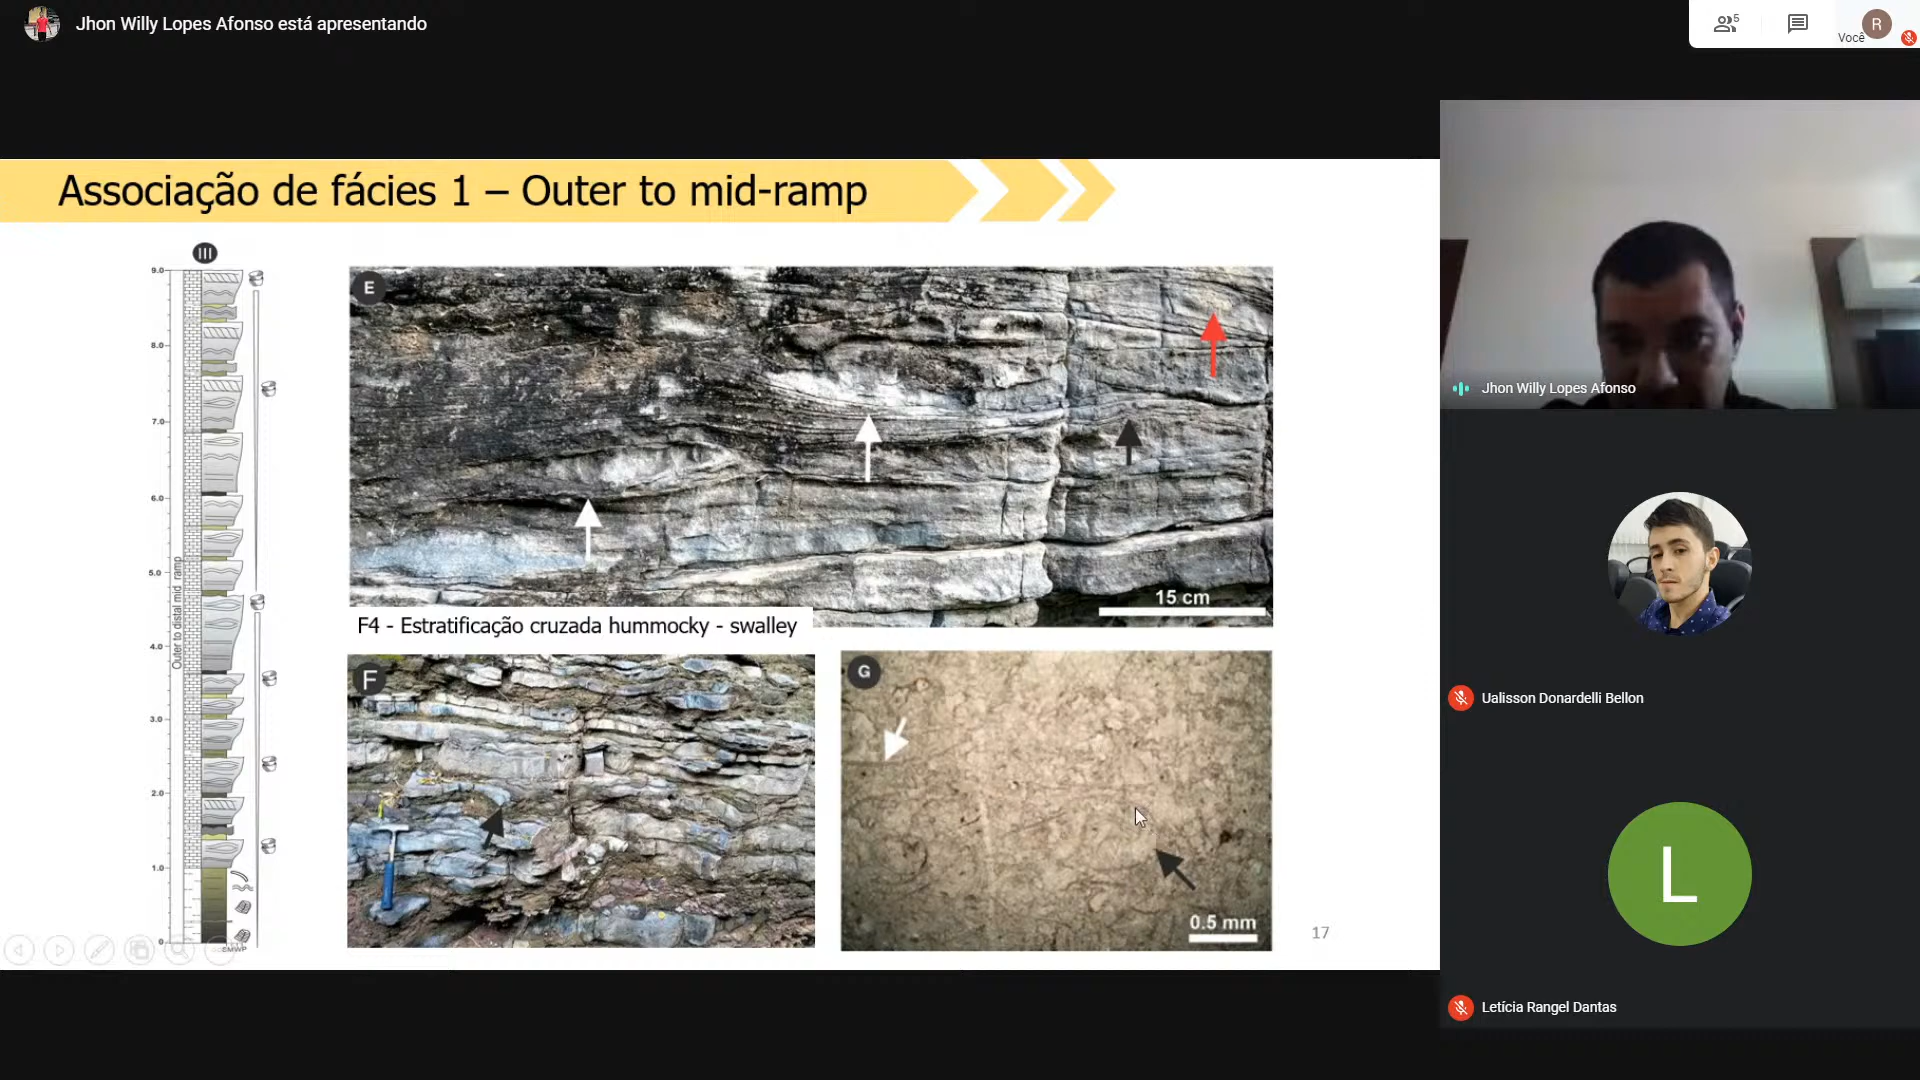 Jhon Willy Lopes Afonso está apresentando
5
Você
R
Associação de fácies 1 – Outer to mid-ramp
III
9.0
8.0
7.0
6.0
5.0
4.0
3.0
2.0
1.0
0
Outer to distal mid ramp
E
15 cm
F4 - Estratificação cruzada hummocky - swalley
F
G
0.5 mm
17
Jhon Willy Lopes Afonso
Ualisson Donardelli Bellon
L
Letícia Rangel Dantas